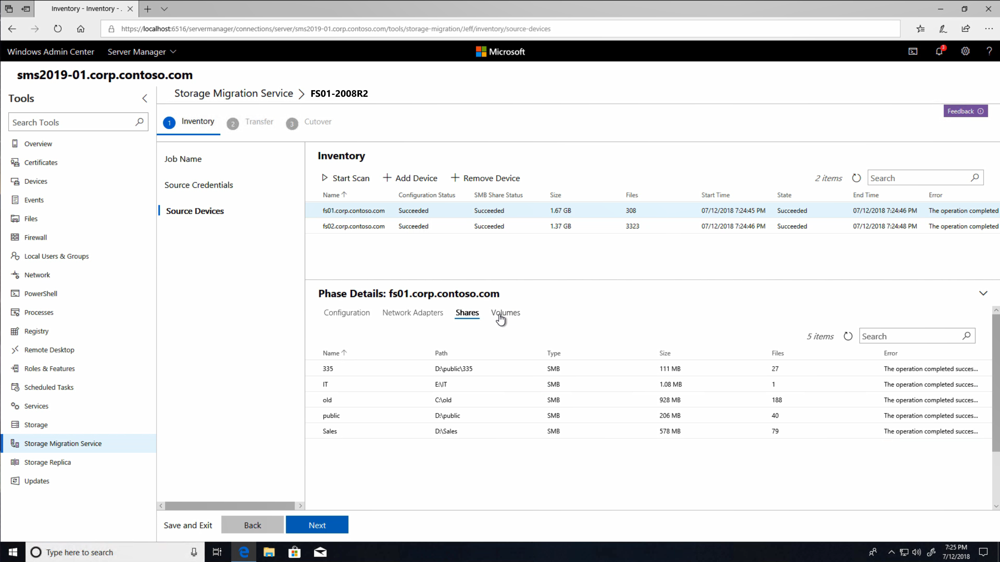 Inventory - Inventory - .
https://localhost:6516/servermanager/connections/server/sms2019-01.corp.contoso.com/tools/storage-migration/Jeff/inventory/source-devices
Windows Admin Center Server Manager Microsoft 3 ?
sms2019-01.corp.contoso.com
Tools
Search Tools
Overview
Certificates
Devices
Events
Files
Firewall
Local Users & Groups
Network
PowerShell
Processes
Registry
Remote Desktop
Roles & Features
Scheduled Tasks
Services
Storage
Storage Migration Service
Storage Replica
Updates
Storage Migration Service > FS01-2008R2
Feedback
1 Inventory 2 Transfer 3 Cutover
Job Name
Source Credentials
Source Devices
Inventory
Start Scan + Add Device + Remove Device 2 items Search
Name Configuration Status SMB Share Status Size Files Start Time State End Time Error
fs01.corp.contoso.com Succeeded Succeeded 1.67 GB 308 07/12/2018 7:24:45 PM Succeeded 07/12/2018 7:24:46 PM The operation completed
fs02.corp.contoso.com Succeeded Succeeded 1.37 GB 3323 07/12/2018 7:24:46 PM Succeeded 07/12/2018 7:24:48 PM The operation completed
Phase Details: fs01.corp.contoso.com
Configuration Network Adapters Shares Volumes
5 items Search
Name Path Type Size Files Error
335 D:\public\335 SMB 111 MB 27 The operation completed succes...
IT E:\IT SMB 1.08 MB 1 The operation completed succes...
old C:\old SMB 928 MB 188 The operation completed succes...
public D:\public SMB 206 MB 40 The operation completed succes...
Sales D:\Sales SMB 578 MB 79 The operation completed succes...
Save and Exit Back Next
Type here to search
7:25 PM
7/12/2018